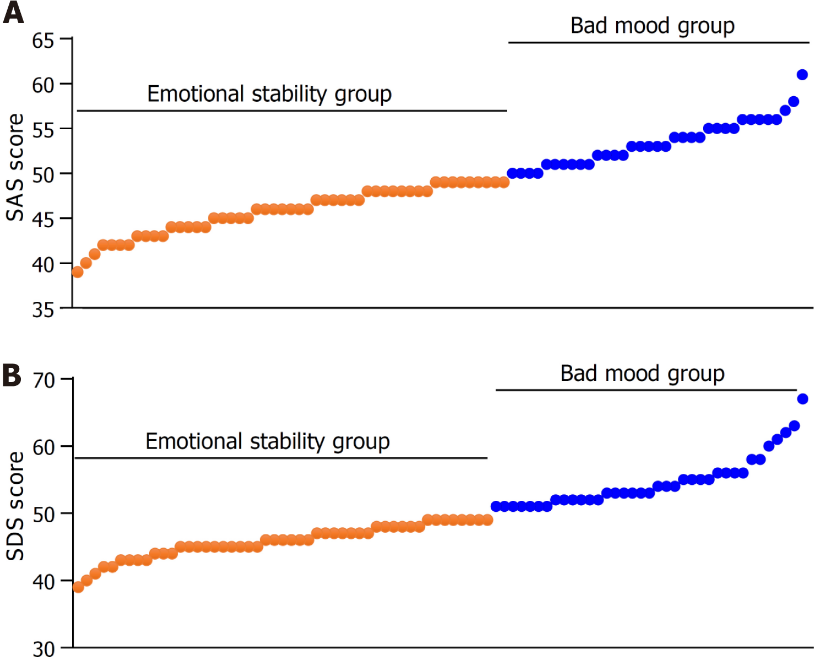 A
65
Bad mood group
60
Emotional stability group
55
SAS score
50
45
40
35
B
70
Bad mood group
60
Emotional stability group
SDS score
50
40
30